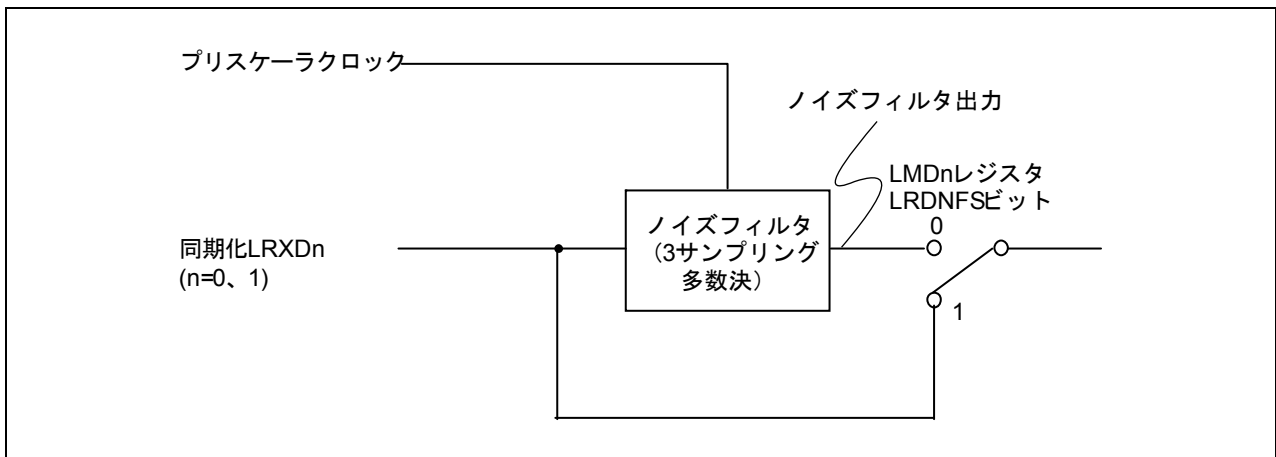 プリスケーラクロック
ノイズフィルタ出力
LMDnレジスタ
LRDNFSビット
0
ノイズフィルタ
（3サンプリング
多数決）
同期化LRXDn
(n=0、1)
1